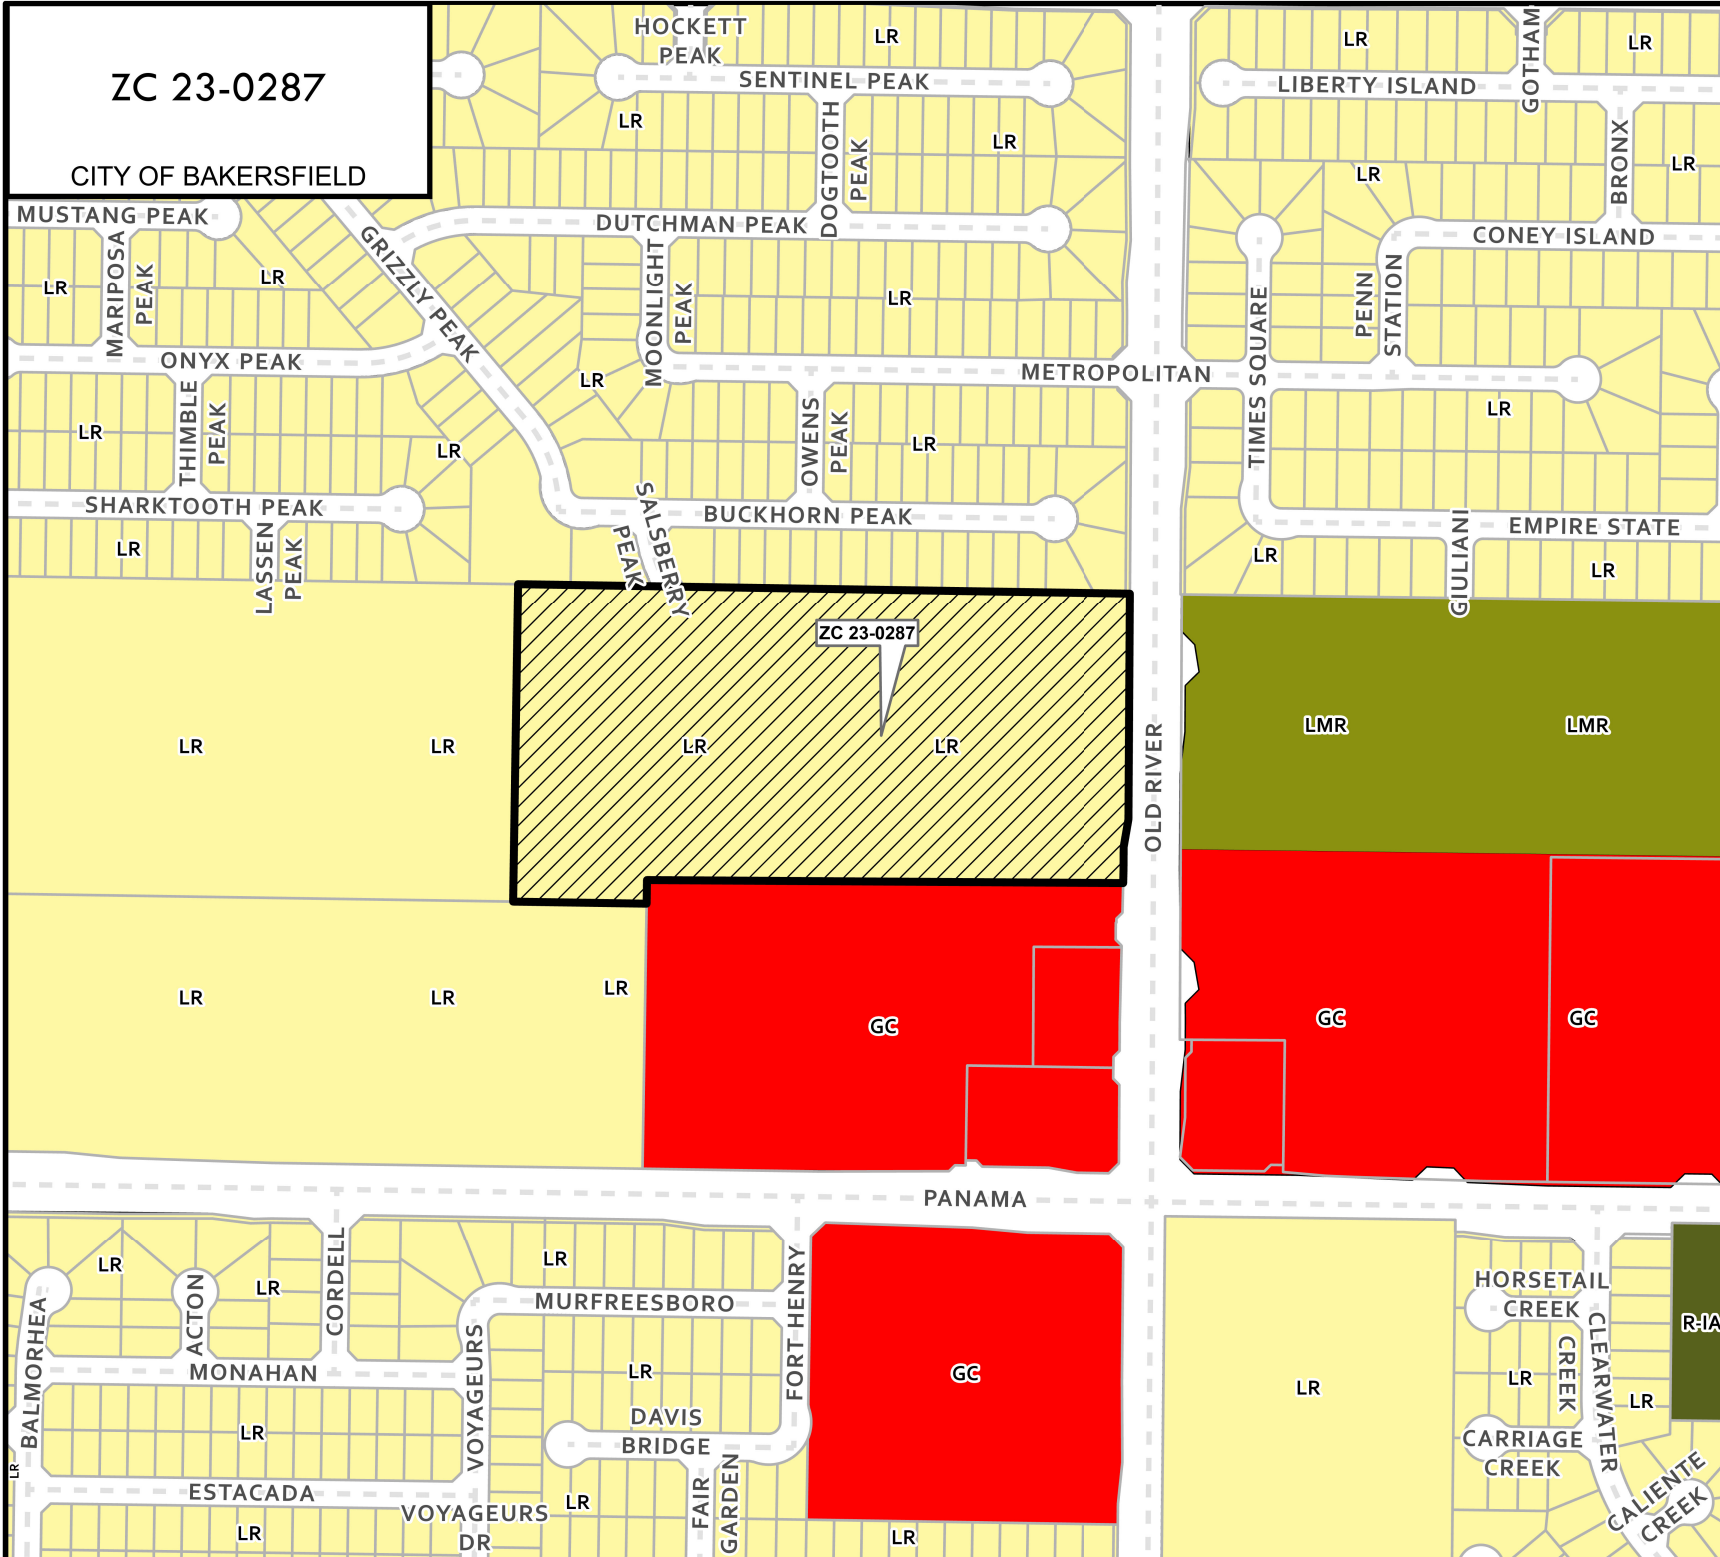 ZC 23-0287
CITY OF BAKERSFIELD
HOCKETT
PEAK
LR
LR
GOTHAM
LR
SENTINEL PEAK
LIBERTY ISLAND
LR
DOGTOOTH
PEAK
LR
LR
BRONX
LR
MUSTANG PEAK
DUTCHMAN PEAK
CONEY ISLAND
MARIPOSA
PEAK
LR
LR
GRIZZLY PEAK
MOONLIGHT
PEAK
LR
TIMES SQUARE
PENN
STATION
ONYX PEAK
METROPOLITAN
LR
LR
THIMBLE
PEAK
LR
LR
OWENS
PEAK
LR
SHARKTOOTH PEAK
SALSBERRY
PEAK
BUCKHORN PEAK
EMPIRE STATE
LR
LASSEN
PEAK
LR
GIULIANI
LR
ZC 23-0287
LR
LR
LR
LR
OLD RIVER
LMR
LMR
LR
LR
LR
GC
GC
GC
PANAMA
LR
LR
CORDELL
LR
ACTON
BALMORHEA
MURFREESBORO
FORT HENRY
HORSETAIL
CREEK
R-IA
MONAHAN
VOYAGEURS
LR
GC
LR
LR
CREEK
CLEARWATER
LR
LR
DAVIS
BRIDGE
CARRIAGE
CREEK
LR
ESTACADA
VOYAGEURS
DR
LR
FAIR
GARDEN
CALIENTE
CREEK
LR
LR